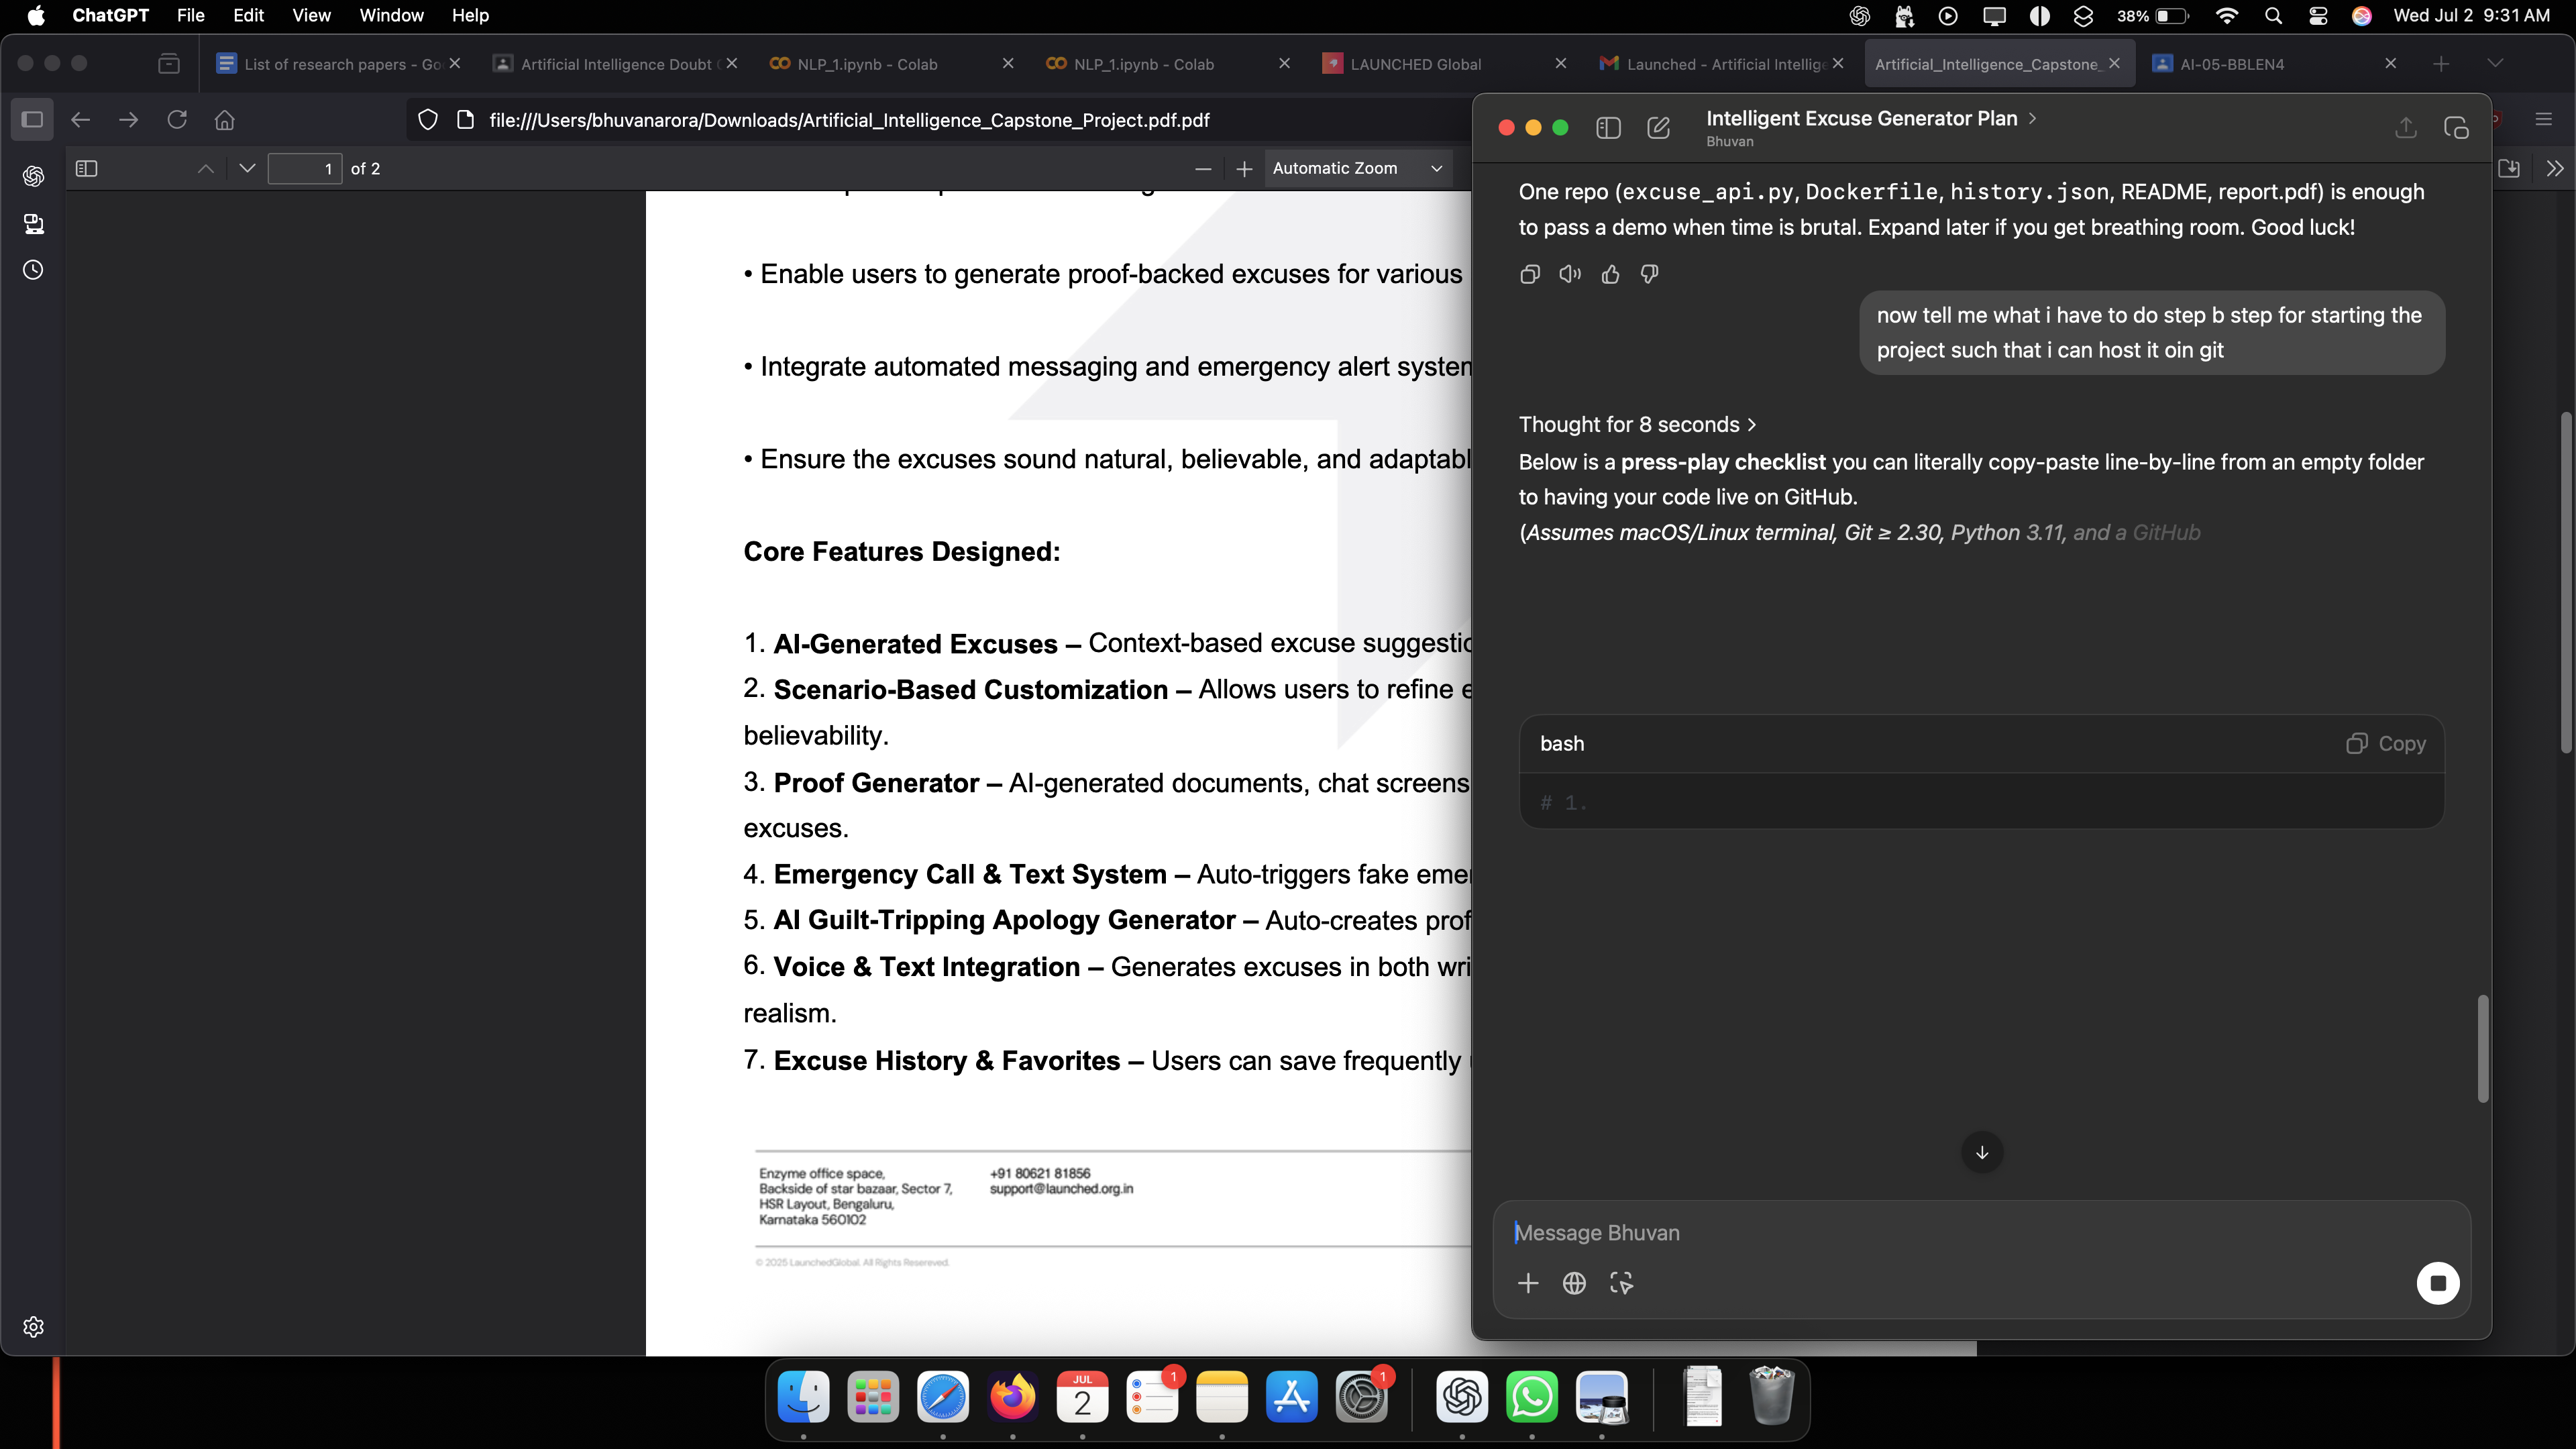 ChatGPT File Edit View Window Help 38% Wed Jul 2 9:31 AM
List of research papers - Go
Artificial Intelligence Doubt
NLP_1.ipynb - Colab
NLP_1.ipynb - Colab
LAUNCHED Global
Launched - Artificial Intellige
Artificial_Intelligence_Capstone_
AI-05-BBLEN4
file:///Users/bhuvanarora/Downloads/Artificial_Intelligence_Capstone_Project.pdf.pdf
1 of 2
Automatic Zoom
• Enable users to generate proof-backed excuses for various
• Integrate automated messaging and emergency alert system
• Ensure the excuses sound natural, believable, and adaptabl
Core Features Designed:
1. AI-Generated Excuses – Context-based excuse suggestic
2. Scenario-Based Customization – Allows users to refine e
believability.
3. Proof Generator – AI-generated documents, chat screens
excuses.
4. Emergency Call & Text System – Auto-triggers fake eme
5. AI Guilt-Tripping Apology Generator – Auto-creates prof
6. Voice & Text Integration – Generates excuses in both wri
realism.
7. Excuse History & Favorites – Users can save frequently
Enzyme office space,
Backside of star bazaar, Sector 7,
HSR Layout, Bengaluru,
Karnataka 560102
+91 80621 81856
support@launched.org.in
© 2025 LaunchedGlobal. All Rights Resereved.
Intelligent Excuse Generator Plan
Bhuvan
One repo (excuse_api.py, Dockerfile, history.json, README, report.pdf) is enough
to pass a demo when time is brutal. Expand later if you get breathing room. Good luck!
now tell me what i have to do step b step for starting the
project such that i can host it oin git
Thought for 8 seconds
Below is a press-play checklist you can literally copy-paste line-by-line from an empty folder
to having your code live on GitHub.
(Assumes macOS/Linux terminal, Git ≥ 2.30, Python 3.11, and a GitHub
bash
Copy
# 1.
Message Bhuvan
JUL
2
1
1